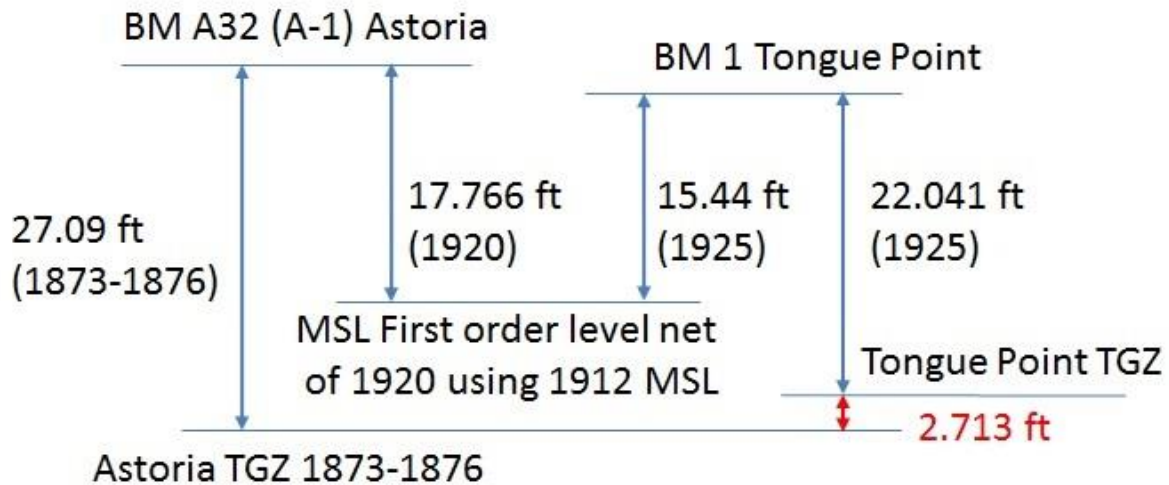 BM A32 (A-1) Astoria
BM 1 Tongue Point
27.09 ft
(1873-1876)
17.766 ft
(1920)
15.44 ft
(1925)
22.041 ft
(1925)
MSL First order level net
of 1920 using 1912 MSL
Tongue Point TGZ
2.713 ft
Astoria TGZ 1873-1876